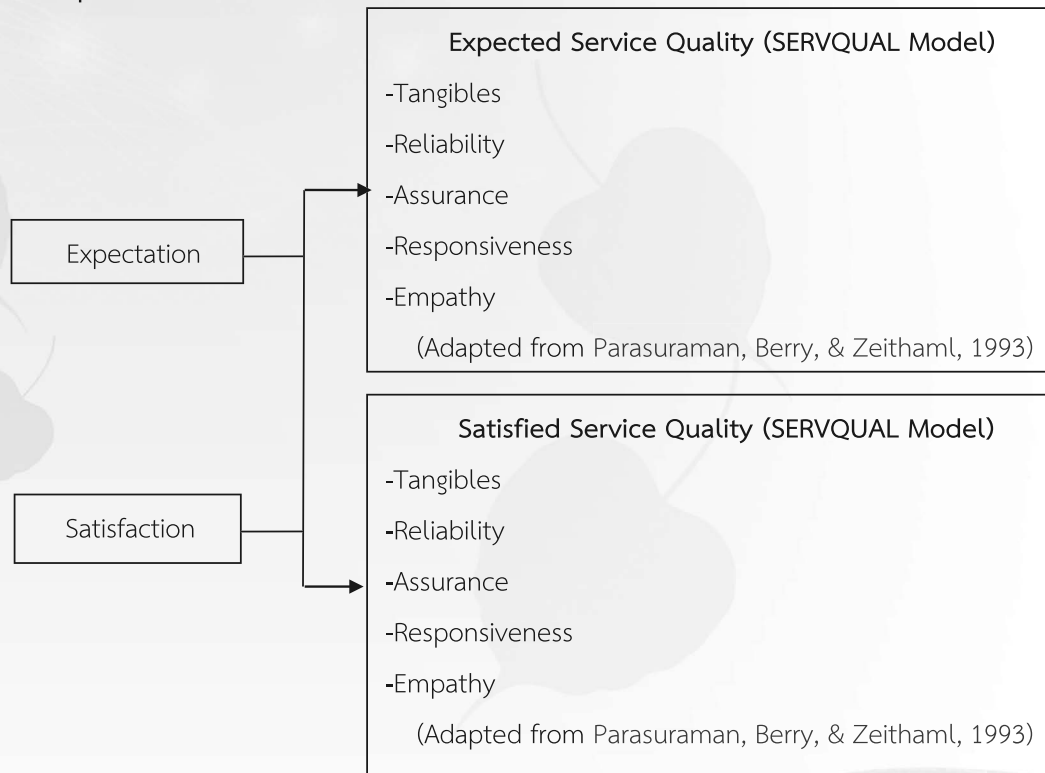 Expected Service Quality (SERVQUAL Model)
-Tangibles
-Reliability
-Assurance
-Responsiveness
-Empathy
(Adapted from Parasuraman, Berry, & Zeithaml, 1993)
Expectation
Satisfied Service Quality (SERVQUAL Model)
-Tangibles
-Reliability
-Assurance
-Responsiveness
-Empathy
(Adapted from Parasuraman, Berry, & Zeithaml, 1993)
Satisfaction